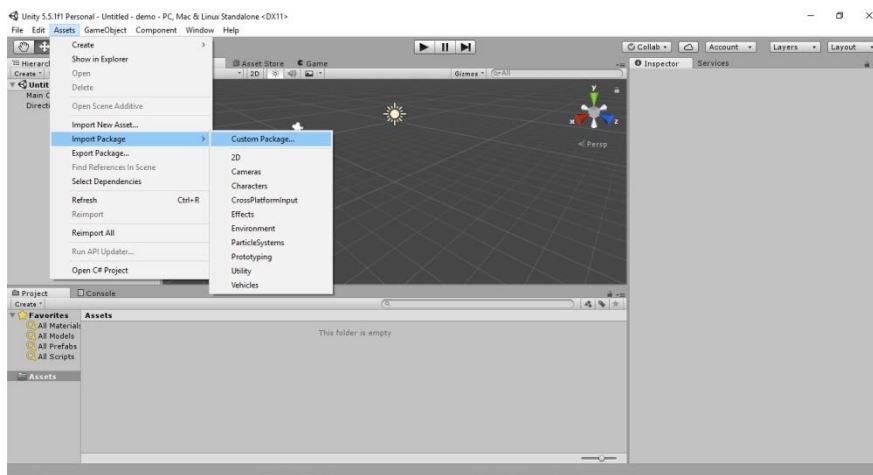 Unity 5.5.1f1 Personal - Untitled - demo - PC, Mac & Linux Standalone <DX11>
File Edit Assets GameObject Component Window Help
Collab Account Layers Layout
Create
Show in Explorer
Open
Delete
Open Scene Additive
Import New Asset...
Import Package
Export Package...
Find References In Scene
Select Dependencies
Refresh Ctrl+R
Reimport
Reimport All
Run API Updater...
Open C# Project
Custom Package...
2D
Cameras
Characters
CrossPlatformInput
Effects
Environment
ParticleSystems
Prototyping
Utility
Vehicles
Hierarc
Create
Untit
Main C
Directi
Asset Store Game
2D Gizmos All
y
x z
Persp
Inspector Services
Project Console
Create
Favorites Assets
All Materials
All Models
All Prefabs
All Scripts
Assets
This folder is empty